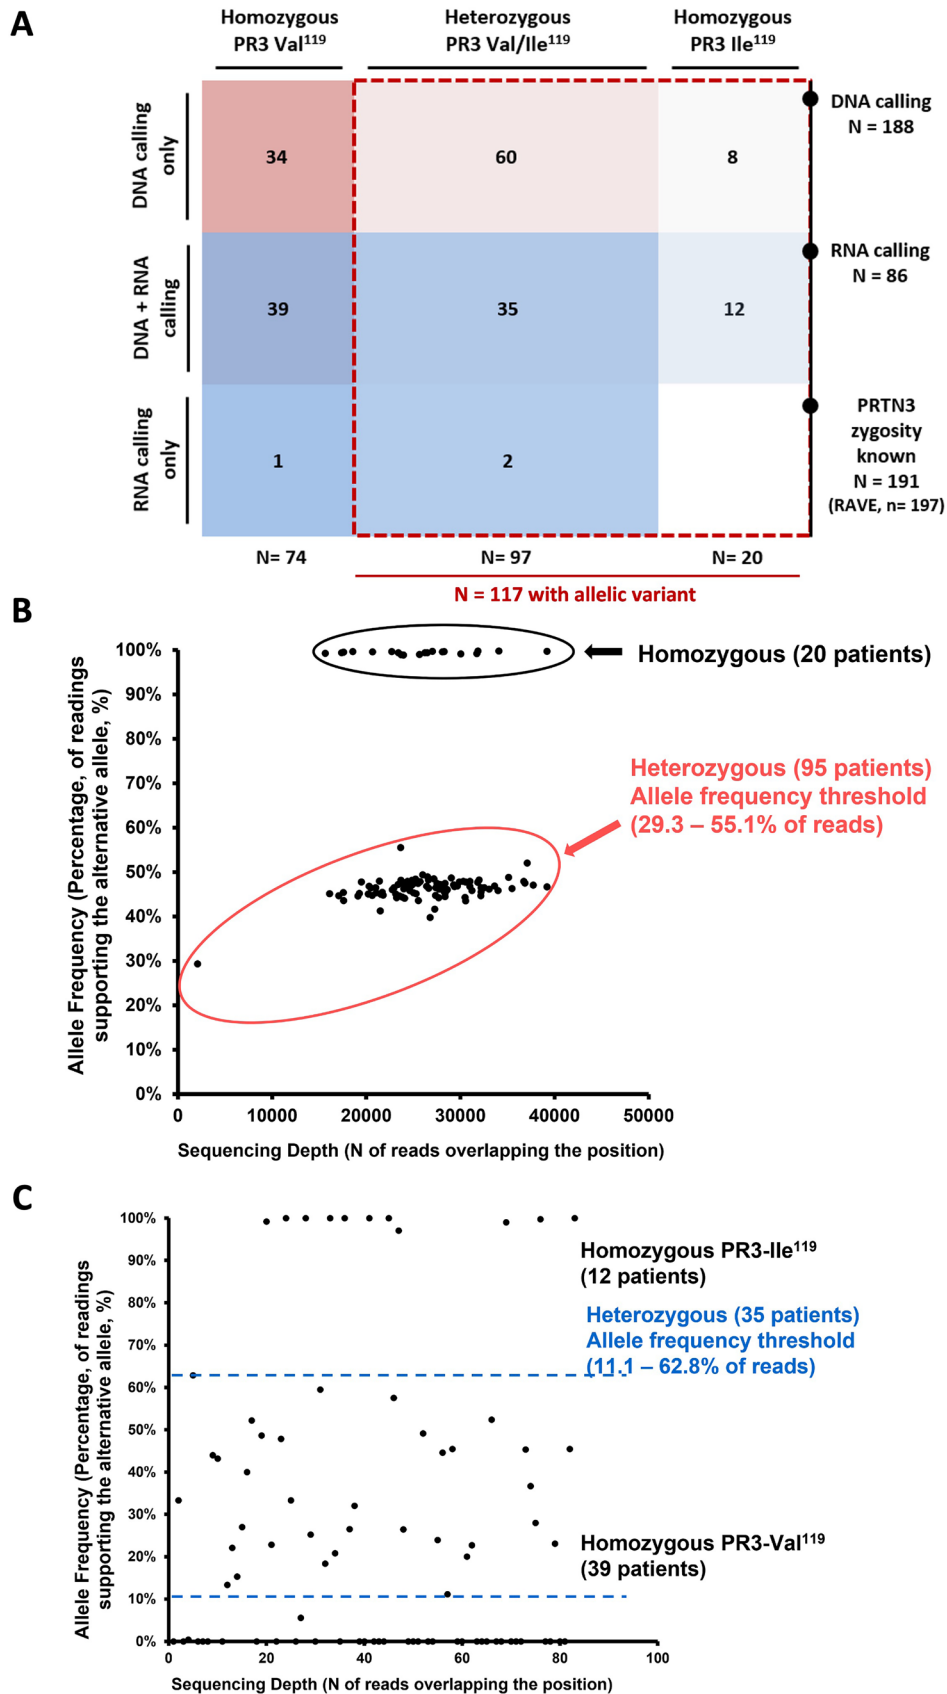 A
Homozygous
PR3 Val¹¹⁹
Heterozygous
PR3 Val/Ile¹¹⁹
Homozygous
PR3 Ile¹¹⁹
DNA calling
only
34
60
8
DNA calling
N = 188
DNA + RNA
calling
39
35
12
RNA calling
N = 86
RNA calling
only
1
2
PRTN3
zygosity
known
N = 191
(RAVE, n= 197)
N= 74
N= 97
N= 20
N = 117 with allelic variant
B
Allele Frequency (Percentage, of readings
supporting the alternative allele, %)
100%
90%
80%
70%
60%
50%
40%
30%
20%
10%
0%
Homozygous (20 patients)
Heterozygous (95 patients)
Allele frequency threshold
(29.3 – 55.1% of reads)
0
10000
20000
30000
40000
50000
Sequencing Depth (N of reads overlapping the position)
C
Allele Frequency (Percentage, of readings
supporting the alternative allele, %)
100%
90%
80%
70%
60%
50%
40%
30%
20%
10%
0%
Homozygous PR3-Ile¹¹⁹
(12 patients)
Heterozygous (35 patients)
Allele frequency threshold
(11.1 – 62.8% of reads)
Homozygous PR3-Val¹¹⁹
(39 patients)
0
20
40
60
80
100
Sequencing Depth (N of reads overlapping the position)